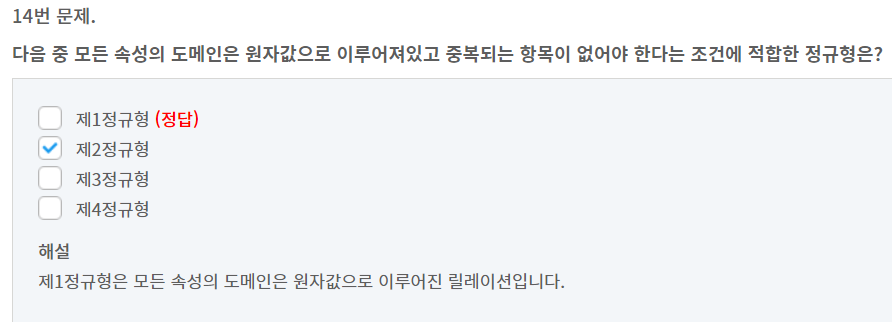 14번 문제.
다음 중 모든 속성의 도메인은 원자값으로 이루어져있고 중복되는 항목이 없어야 한다는 조건에 적합한 정규형은?
제1정규형 (정답)
제2정규형
제3정규형
제4정규형
해설
제1정규형은 모든 속성의 도메인은 원자값으로 이루어진 릴레이션입니다.